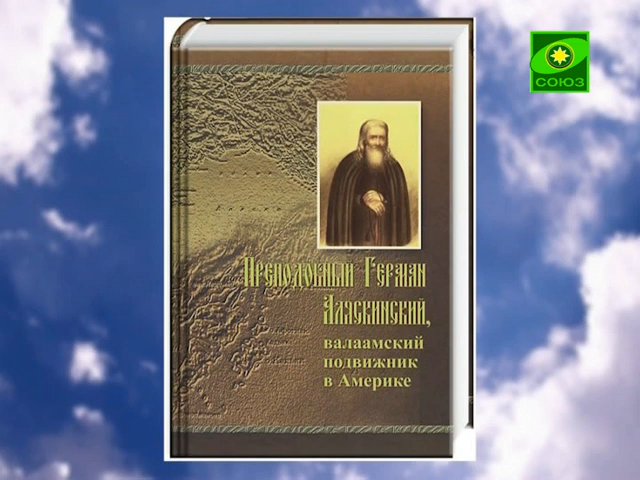 СОЮЗ
Преподобный Герман
Аляскинский,
валаамский
подвижник
в Америке